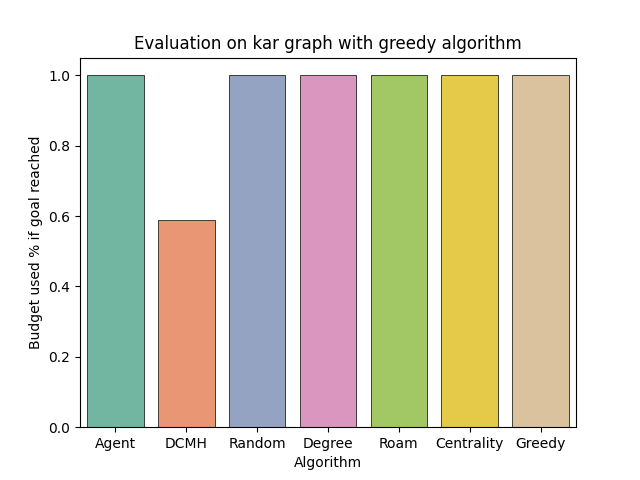 Evaluation on kar graph with greedy algorithm
Budget used % if goal reached
1.0
0.8
0.6
0.4
0.2
0.0
Agent DCMH Random Degree Roam Centrality Greedy
Algorithm